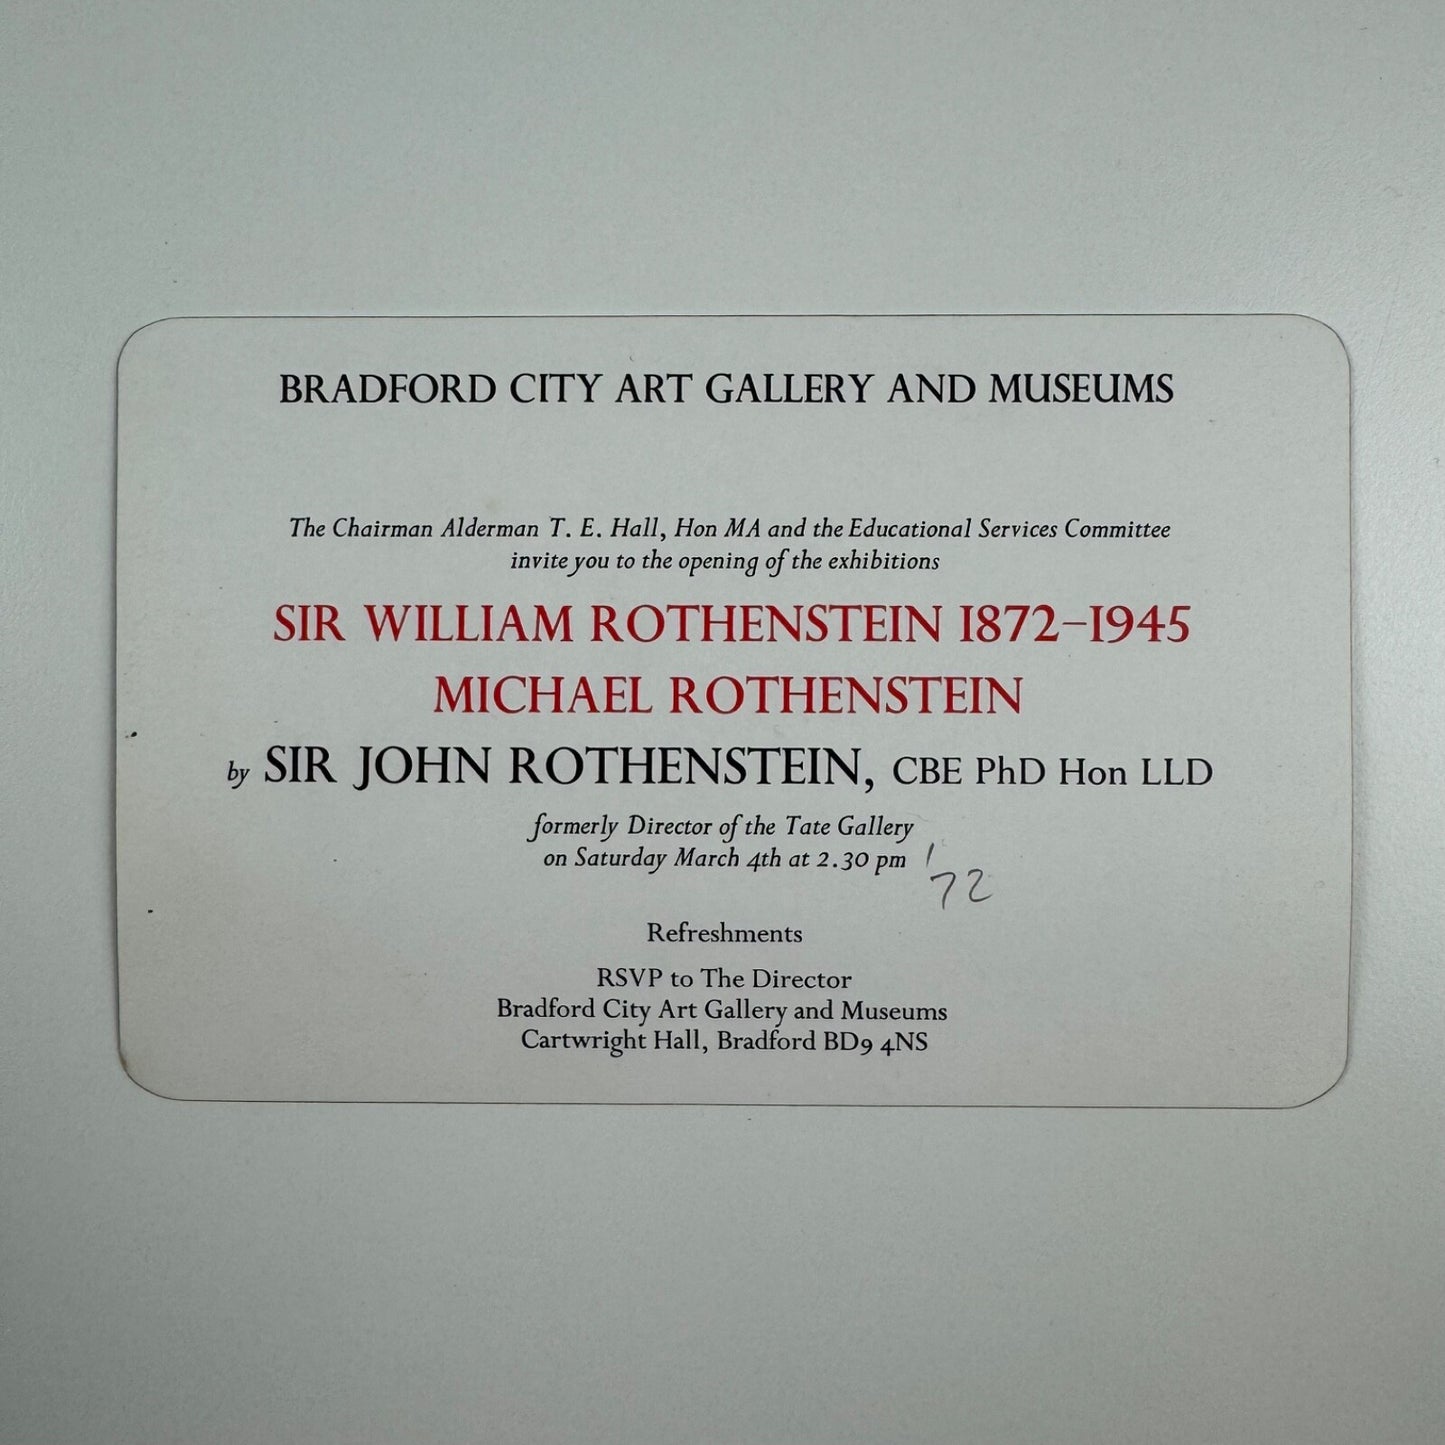 BRADFORD CITY ART GALLERY AND MUSEUMS
The Chairman Alderman T. E. Hall, Hon MA and the Educational Services Committee
invite you to the opening of the exhibitions
SIR WILLIAM ROTHENSTEIN 1872–1945
MICHAEL ROTHENSTEIN
by SIR JOHN ROTHENSTEIN, CBE PhD Hon LLD
formerly Director of the Tate Gallery
on Saturday March 4th at 2.30 pm /72
Refreshments
RSVP to The Director
Bradford City Art Gallery and Museums
Cartwright Hall, Bradford BD9 4NS